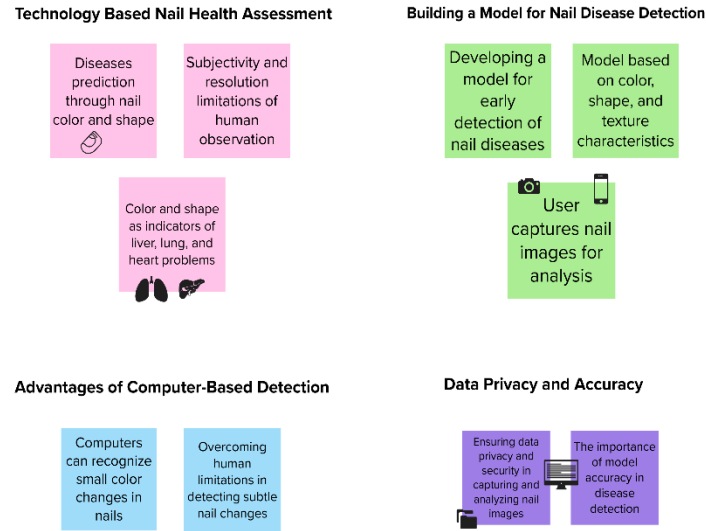 Technology Based Nail Health Assessment
Diseases
prediction
through nail
color and shape
Subjectivity and
resolution
limitations of
human
observation
Color and shape
as indicators of
liver, lung, and
heart problems
Building a Model for Nail Disease Detection
Developing a
model for
early
detection of
nail diseases
Model based
on color,
shape, and
texture
characteristics
User
captures nail
images for
analysis
Advantages of Computer-Based Detection
Computers
can recognize
small color
changes in
nails
Overcoming
human
limitations in
detecting subtle
nail changes
Data Privacy and Accuracy
Ensuring data
privacy and
security in
capturing and
analyzing nail
images
The importance
of model
accuracy in
disease
detection